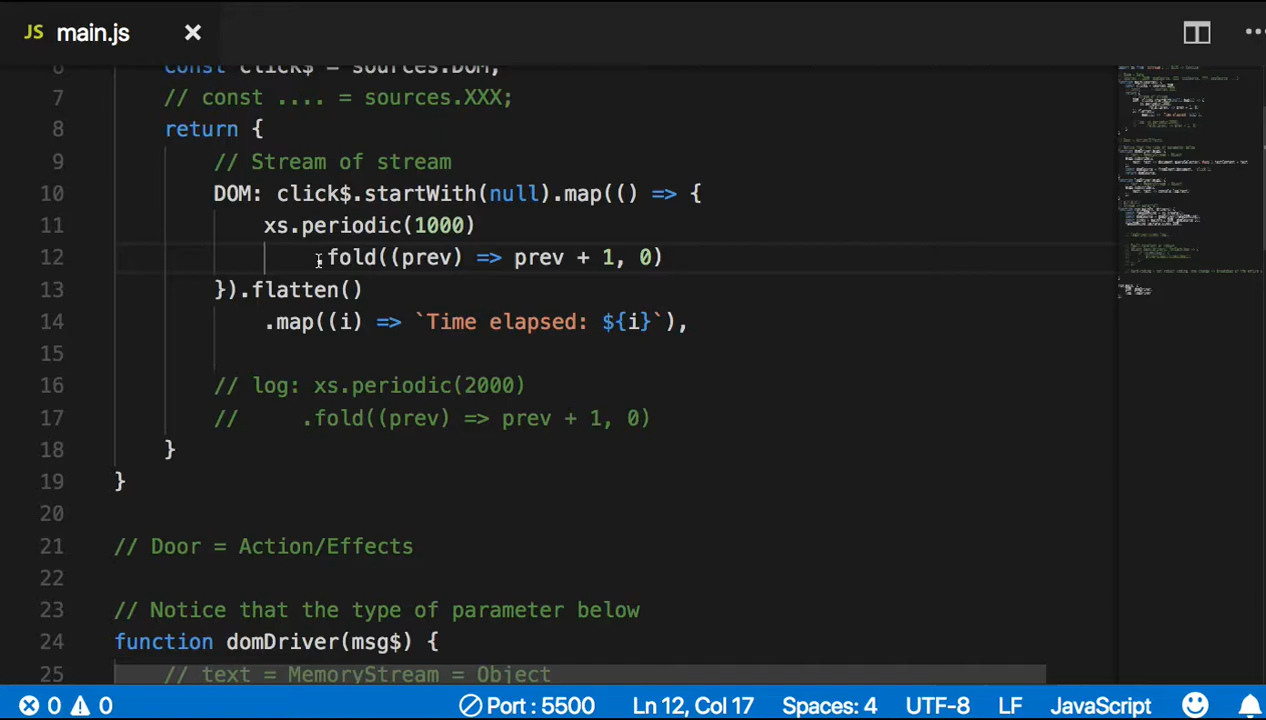 JS main.js
6 const click$ = sources.DOM;
7 // const .... = sources.XXX;
8 return {
9 // Stream of stream
10 DOM: click$.startWith(null).map(() => {
11 xs.periodic(1000)
12 .fold((prev) => prev + 1, 0)
13 }).flatten()
14 .map((i) => `Time elapsed: ${i}`),
15
16 // log: xs.periodic(2000)
17 // .fold((prev) => prev + 1, 0)
18 }
19 }
20
21 // Door = Action/Effects
22
23 // Notice that the type of parameter below
24 function domDriver(msg$) {
25 // text = MemoryStream = Object
0 0 Port : 5500 Ln 12, Col 17 Spaces: 4 UTF-8 LF JavaScript